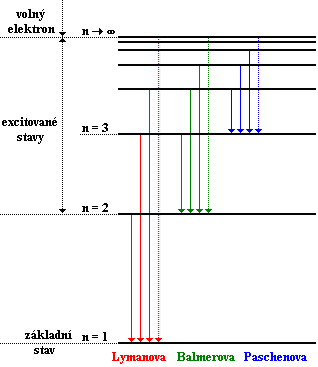 volný
elektron
n → ∞
excitované
stavy
n = 3
n = 2
základní
stav
n = 1
Lymanova Balmerova Paschenova